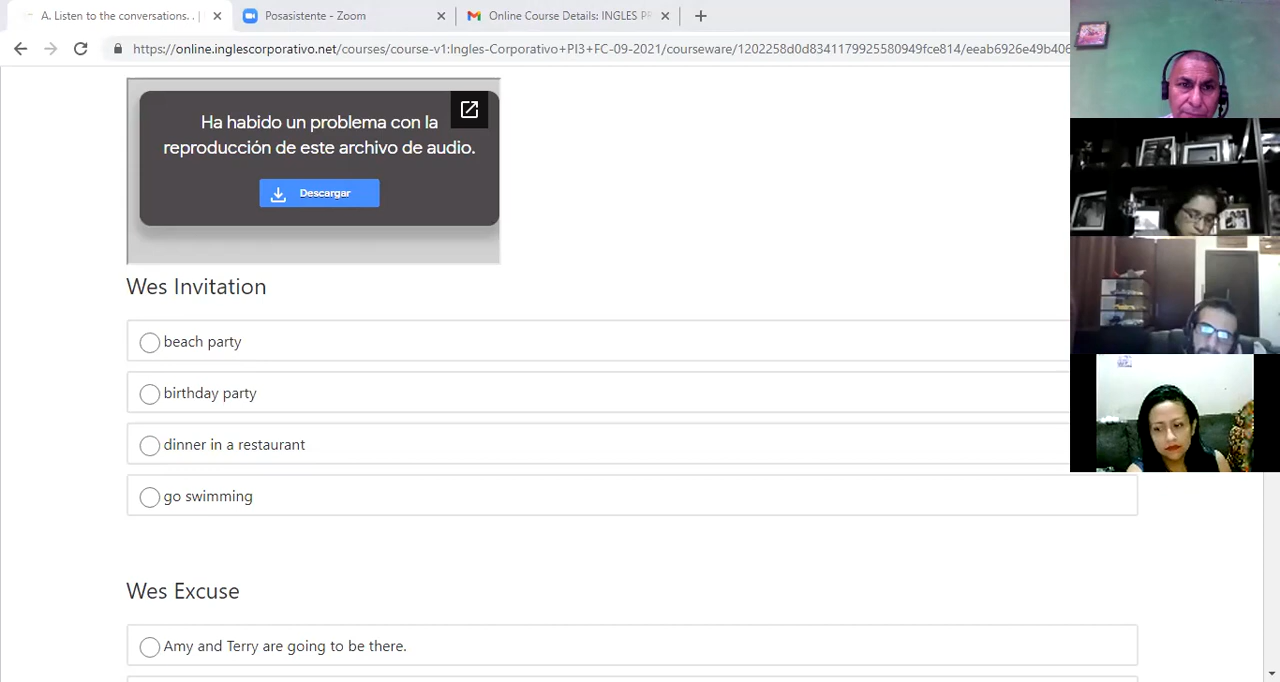 A. Listen to the conversations. . |
Posasistente - Zoom
Online Course Details: INGLES P
https://online.inglescorporativo.net/courses/course-v1:Ingles-Corporativo+PI3+FC-09-2021/courseware/1202258d0d8341179925580949fce814/eeab6926e49b406
Ha habido un problema con la
reproducción de este archivo de audio.
Descargar
Wes Invitation
beach party
birthday party
dinner in a restaurant
go swimming
Wes Excuse
Amy and Terry are going to be there.